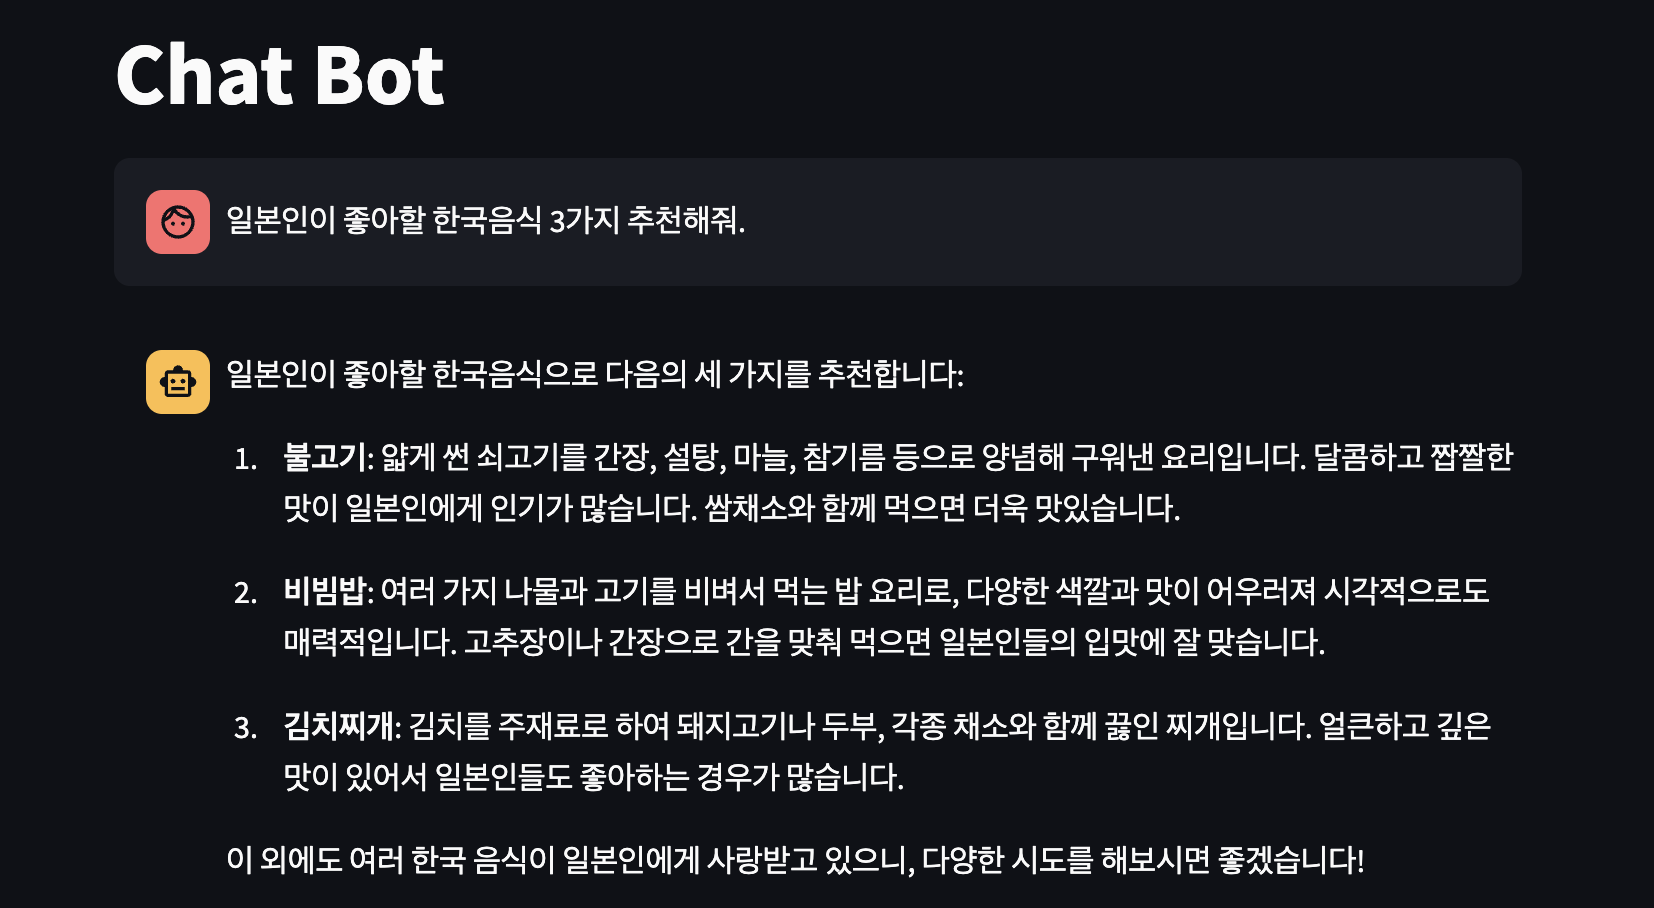 Chat Bot
일본인이 좋아할 한국음식 3가지 추천해줘.
일본인이 좋아할 한국음식으로 다음의 세 가지를 추천합니다:
1. 불고기: 얇게 썬 쇠고기를 간장, 설탕, 마늘, 참기름 등으로 양념해 구워낸 요리입니다. 달콤하고 짭짤한
맛이 일본인에게 인기가 많습니다. 쌈채소와 함께 먹으면 더욱 맛있습니다.
2. 비빔밥: 여러 가지 나물과 고기를 비벼서 먹는 밥 요리로, 다양한 색깔과 맛이 어우러져 시각적으로도
매력적입니다. 고추장이나 간장으로 간을 맞춰 먹으면 일본인들의 입맛에 잘 맞습니다.
3. 김치찌개: 김치를 주재료로 하여 돼지고기나 두부, 각종 채소와 함께 끓인 찌개입니다. 얼큰하고 깊은
맛이 있어서 일본인들도 좋아하는 경우가 많습니다.
이 외에도 여러 한국 음식이 일본인에게 사랑받고 있으니, 다양한 시도를 해보시면 좋겠습니다!